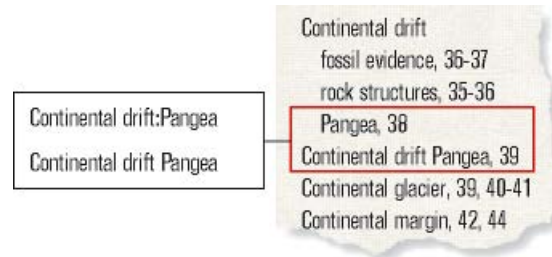 Continental drift:Pangea
Continental drift Pangea
Continental drift
fossil evidence, 36-37
rock structures, 35-36
Pangea, 38
Continental drift Pangea, 39
Continental glacier, 39, 40-41
Continental margin, 42, 44